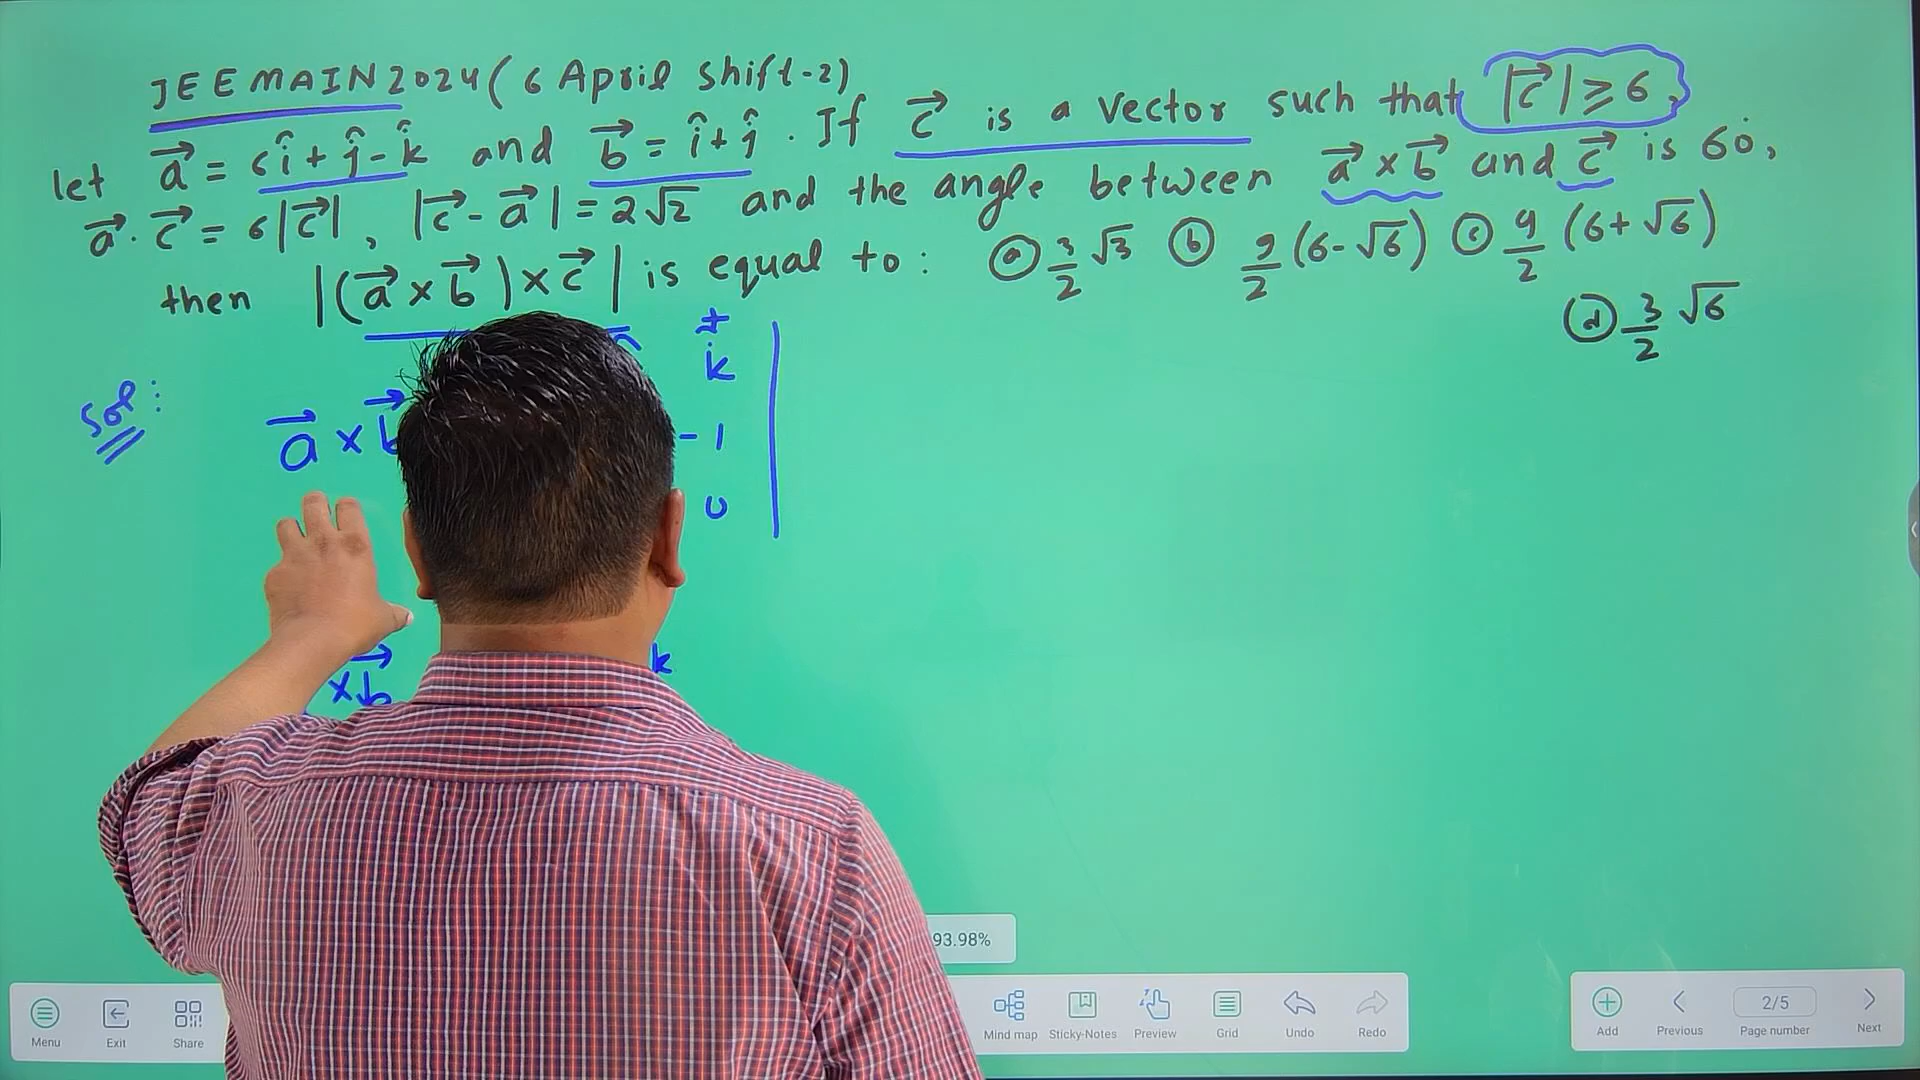 JEE MAIN 2024 ( 6 April Shift-2)
let a⃗ = 6î + ĵ - k̂ and b⃗ = î + ĵ . If c⃗ is a vector such that |c⃗| ≥ 6,
a⃗ . c⃗ = 6|c⃗| , |c⃗ - a⃗| = 2√2 and the angle between a⃗ × b⃗ and c⃗ is 60°,
then |(a⃗ × b⃗) × c⃗| is equal to : (a) 3/2 √3 (b) 9/2 (6-√6) (c) 9/2 (6+√6)
(d) 3/2 √6
Sol :
+
k
a⃗ × b⃗ -1
0
× b⃗ k
93.98%
Menu Exit Share Mind map Sticky-Notes Preview Grid Undo Redo Add Previous 2/5 Page number Next